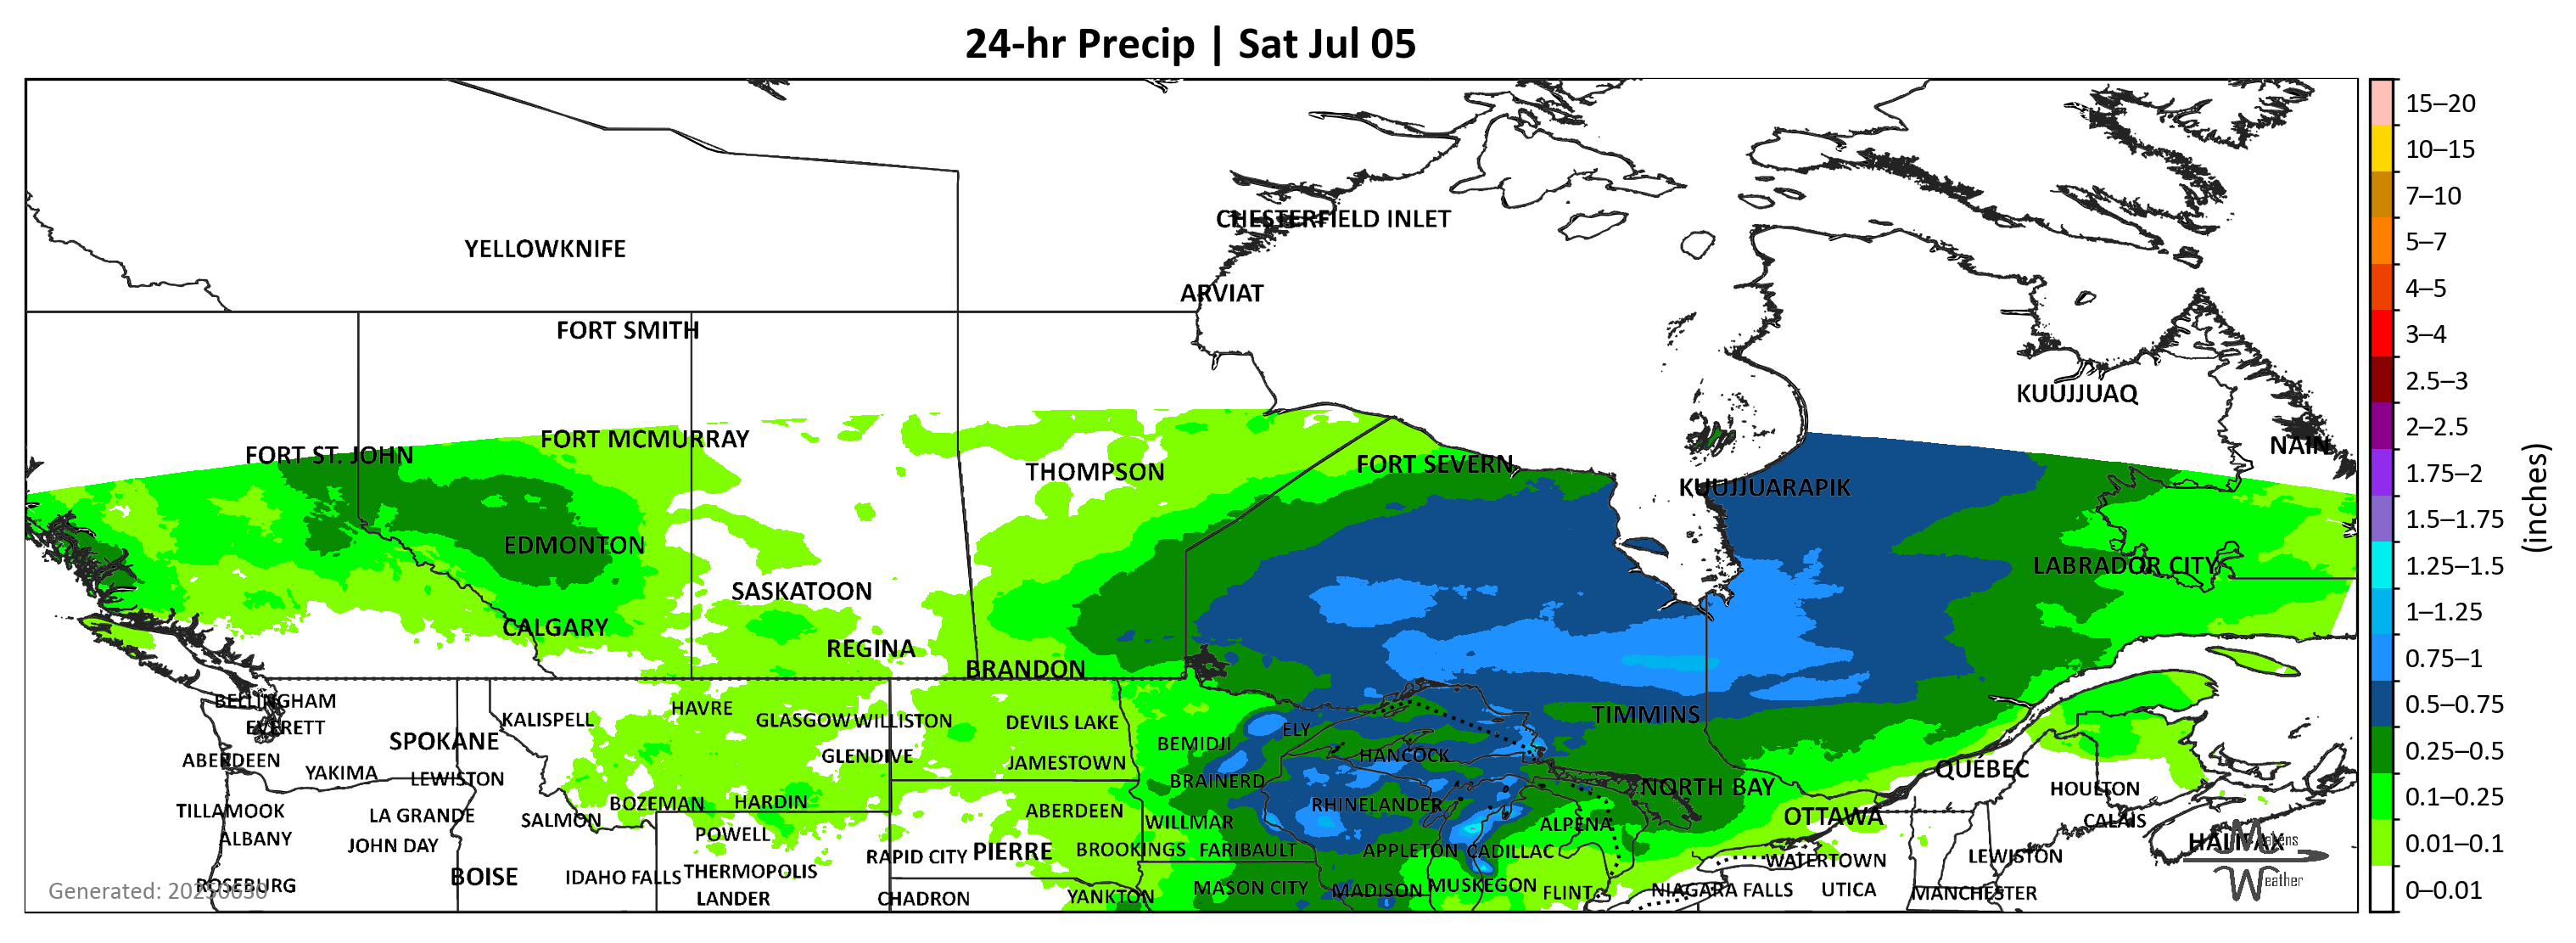 24-hr Precip | Sat Jul 05
CHESTERFIELD INLET
YELLOWKNIFE
ARVIAT
FORT SMITH
KUUJJUAQ
FORT MCMURRAY
NAIN
FORT ST. JOHN
FORT SEVERN
THOMPSON
KUUJJUARAPIK
EDMONTON
LABRADOR CITY
SASKATOON
CALGARY
REGINA
BRANDON
BELLINGHAM
HAVRE
TIMMINS
KALISPELL
GLASGOW WILLISTON
DEVILS LAKE
EVERETT
ELY
SPOKANE
BEMIDJI
GLENDIVE
HANCOCK
ABERDEEN
JAMESTOWN
QUÉBEC
YAKIMA
LEWISTON
BRAINERD
NORTH BAY
HOULTON
BOZEMAN
HARDIN
RHINELANDER
TILLAMOOK
LA GRANDE
SALMON
ABERDEEN
WILLMAR
ALPENA
OTTAWA
CALAIS
ALBANY
JOHN DAY
POWELL
HALIFAX
Mavens
RAPID CITY
PIERRE
BROOKINGS
FARIBAULT
APPLETON
CADILLAC
WATERTOWN
LEWISTON
BOISE
IDAHO FALLS
THERMOPOLIS
Weather
ROSEBURG
Generated: 20250630
MASON CITY
MADISON
MUSKEGON
FLINT
NIAGARA FALLS
UTICA
MANCHESTER
LANDER
CHADRON
YANKTON
15–20
10–15
7–10
5–7
4–5
3–4
2.5–3
2–2.5
1.75–2
1.5–1.75
1.25–1.5
1–1.25
0.75–1
0.5–0.75
0.25–0.5
0.1–0.25
0.01–0.1
0–0.01
(inches)